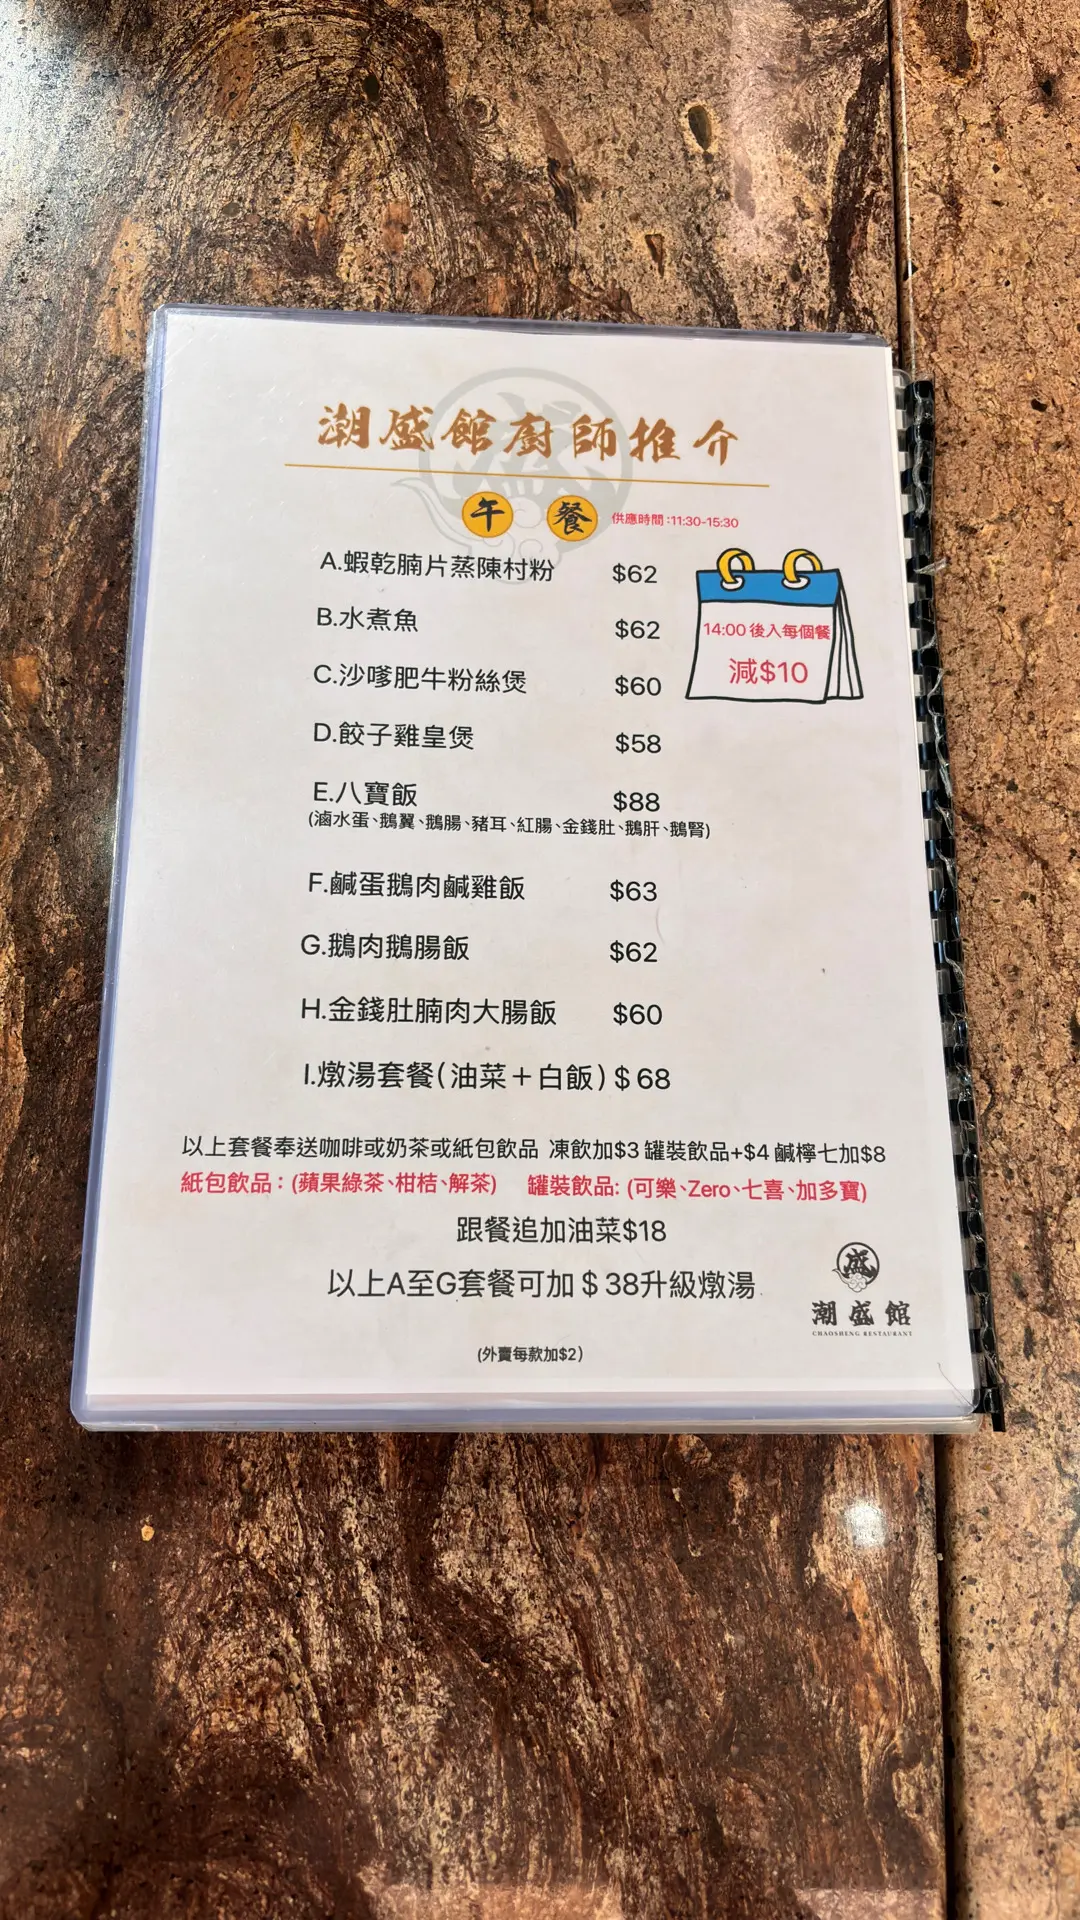 潮盛館廚師推介
午餐 供應時間:11:30-15:30
A.蝦乾腩片蒸陳村粉 $62
B.水煮魚 $62
14:00後入每個餐
減$10
C.沙嗲肥牛粉絲煲 $60
D.餃子雞皇煲 $58
E.八寶飯 $88
(滷水蛋、鵝翼、鵝腸、豬耳、紅腸、金錢肚、鵝肝、鵝腎)
F.鹹蛋鵝肉鹹雞飯 $63
G.鵝肉鵝腸飯 $62
H.金錢肚腩肉大腸飯 $60
I.燉湯套餐(油菜＋白飯) $ 68
以上套餐奉送咖啡或奶茶或紙包飲品 凍飲加$3 罐裝飲品+$4 鹹檸七加$8
紙包飲品：(蘋果綠茶、柑桔、解茶) 罐裝飲品: (可樂、Zero、七喜、加多寶)
跟餐追加油菜$18
以上A至G套餐可加 $ 38升級燉湯
盛
潮盛館
CHAOSHENG RESTAURANT
(外賣每款加$2)